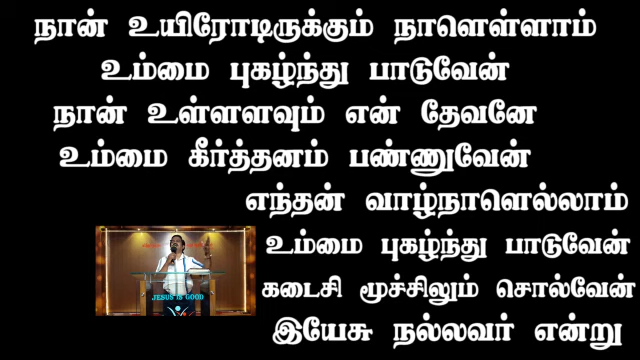 நான் உயிரோடிருக்கும் நாளெள்ளாம்
உம்மை புகழ்ந்து பாடுவேன்
நான் உள்ளளவும் என் தேவனே
உம்மை கீர்த்தனம் பண்ணுவேன்
எந்தன் வாழ்நாளெல்லாம்
உம்மை புகழ்ந்து பாடுவேன்
கடைசி மூச்சிலும் சொல்வேன்
இயேசு நல்லவர் என்று
JESUS IS GOOD